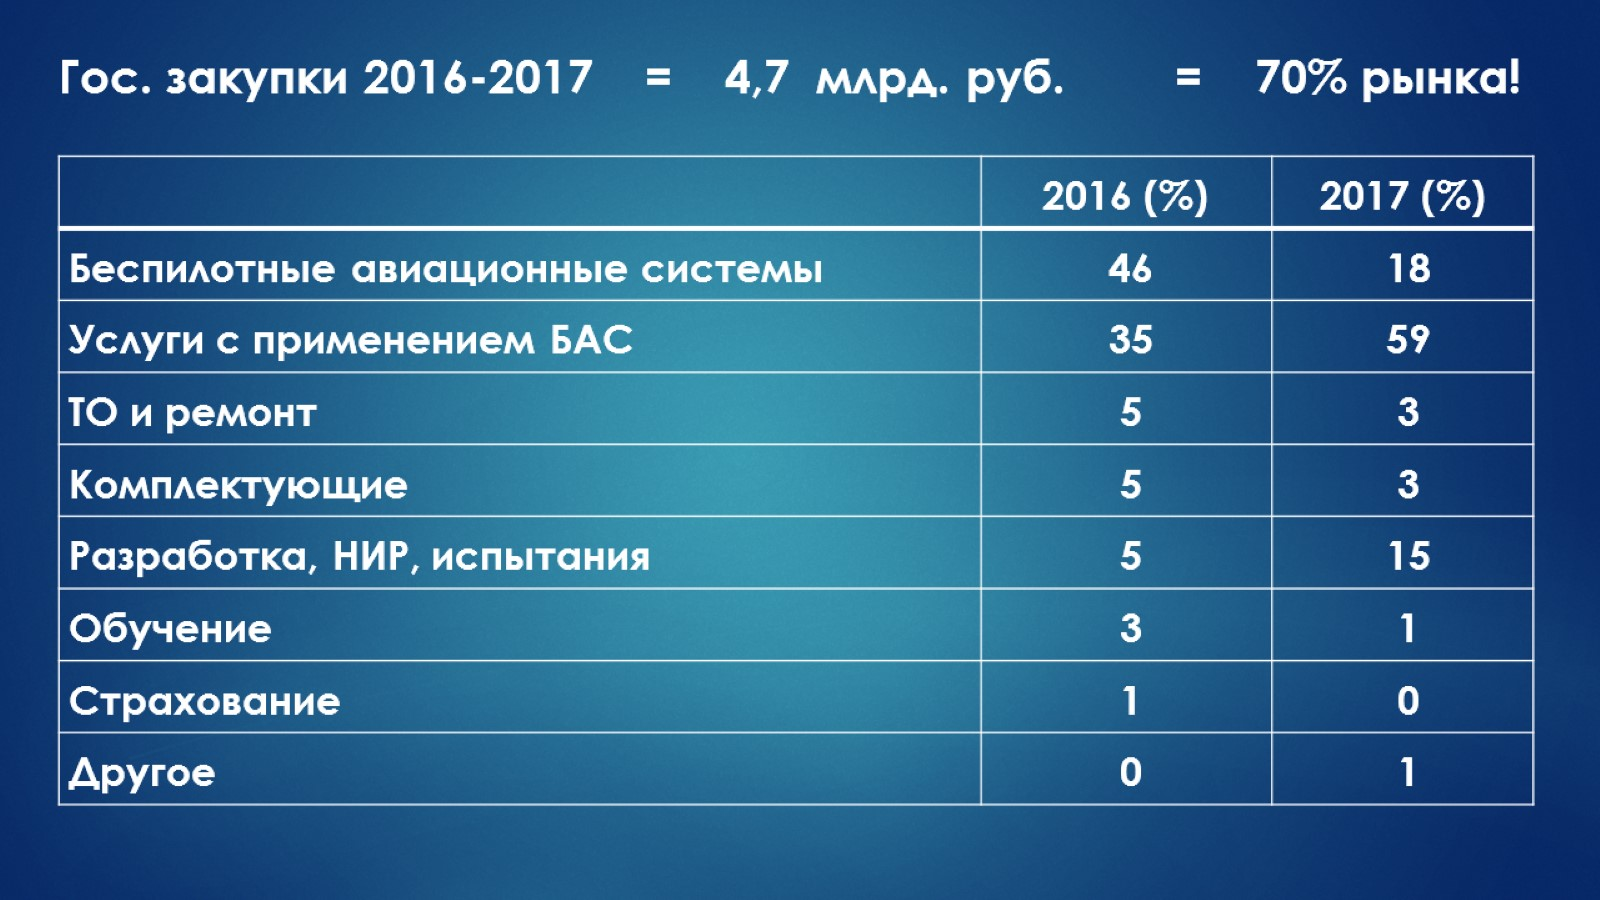 Гос. закупки 2016-2017 = 4,7 млрд. руб. = 70% рынка!
2016 (%) 2017 (%)
Беспилотные авиационные системы 46 18
Услуги с применением БАС 35 59
ТО и ремонт 5 3
Комплектующие 5 3
Разработка, НИР, испытания 5 15
Обучение 3 1
Страхование 1 0
Другое 0 1